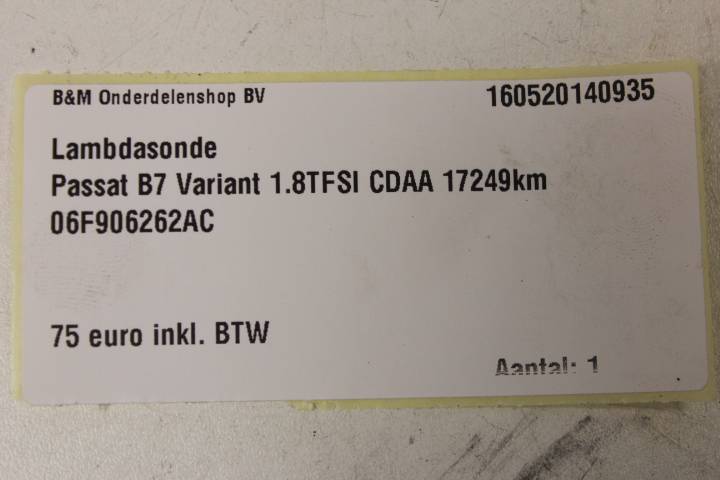 B&M Onderdelenshop BV 160520140935
Lambdasonde
Passat B7 Variant 1.8TFSI CDAA 17249km
06F906262AC
75 euro inkl. BTW
Aantal: 1